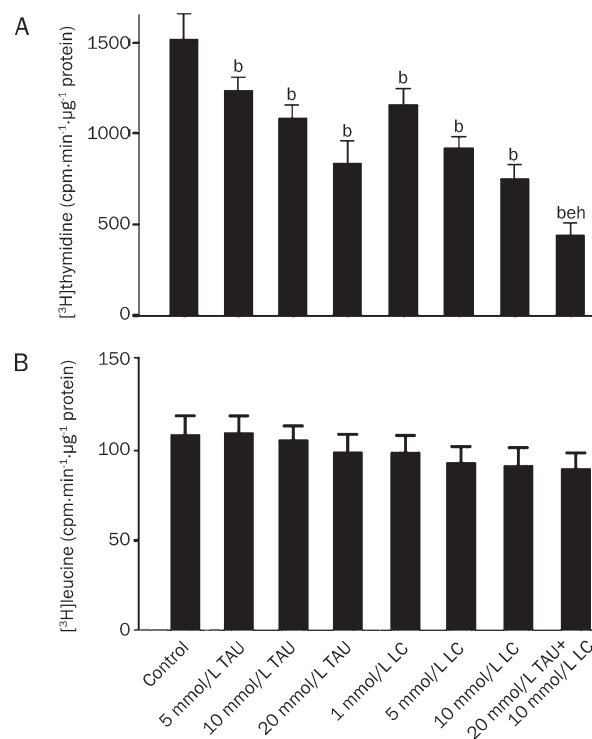 A
[³H]thymidine (cpm·min⁻¹·µg⁻¹ protein)
1500
1000
500
0
b
b
b
b
b
b
beh
B
[³H]leucine (cpm·min⁻¹·µg⁻¹ protein)
150
100
50
0
Control
5 mmol/L TAU
10 mmol/L TAU
20 mmol/L TAU
1 mmol/L LC
5 mmol/L LC
10 mmol/L LC
20 mmol/L TAU+
10 mmol/L LC